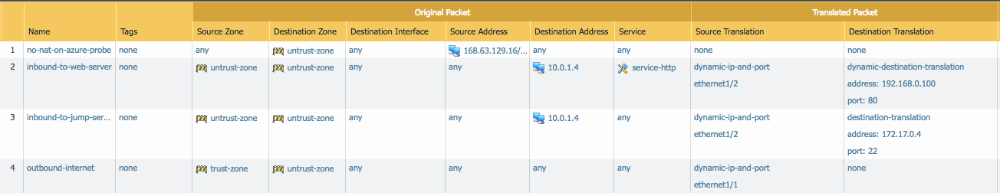 Original Packet Translated Packet
Name Tags Source Zone Destination Zone Destination Interface Source Address Destination Address Service Source Translation Destination Translation
1 no-nat-on-azure-probe none any untrust-zone any 168.63.129.16/... any any none none
2 inbound-to-web-server none untrust-zone untrust-zone any any 10.0.1.4 service-http dynamic-ip-and-port dynamic-destination-translation
ethernet1/2 address: 192.168.0.100
port: 80
3 inbound-to-jump-ser... none untrust-zone untrust-zone any any 10.0.1.4 any dynamic-ip-and-port destination-translation
ethernet1/2 address: 172.17.0.4
port: 22
4 outbound-internet none trust-zone untrust-zone any any any any dynamic-ip-and-port none
ethernet1/1